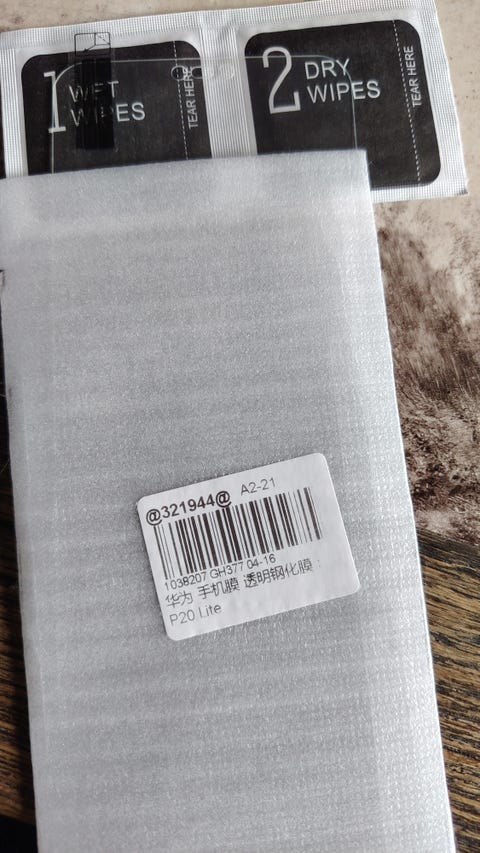 1 WET WIPES
TEAR HERE
2 DRY WIPES
TEAR HERE
@321944@ A2-21
1038207 GH377 04-16
华为 手机膜 透明钢化膜
P20 Lite